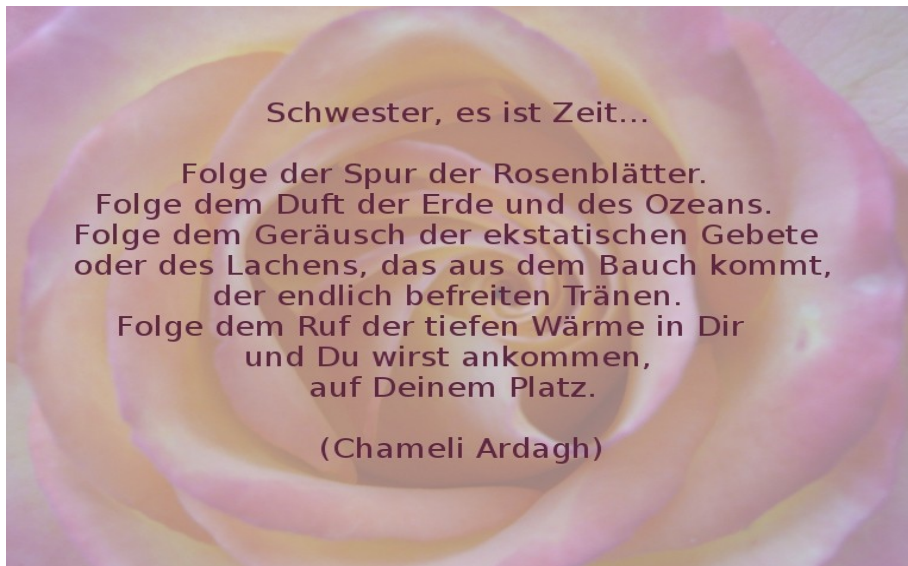 Schwester, es ist Zeit...
Folge der Spur der Rosenblätter.
Folge dem Duft der Erde und des Ozeans.
Folge dem Geräusch der ekstatischen Gebete
oder des Lachens, das aus dem Bauch kommt,
der endlich befreiten Tränen.
Folge dem Ruf der tiefen Wärme in Dir
und Du wirst ankommen,
auf Deinem Platz.
(Chameli Ardagh)